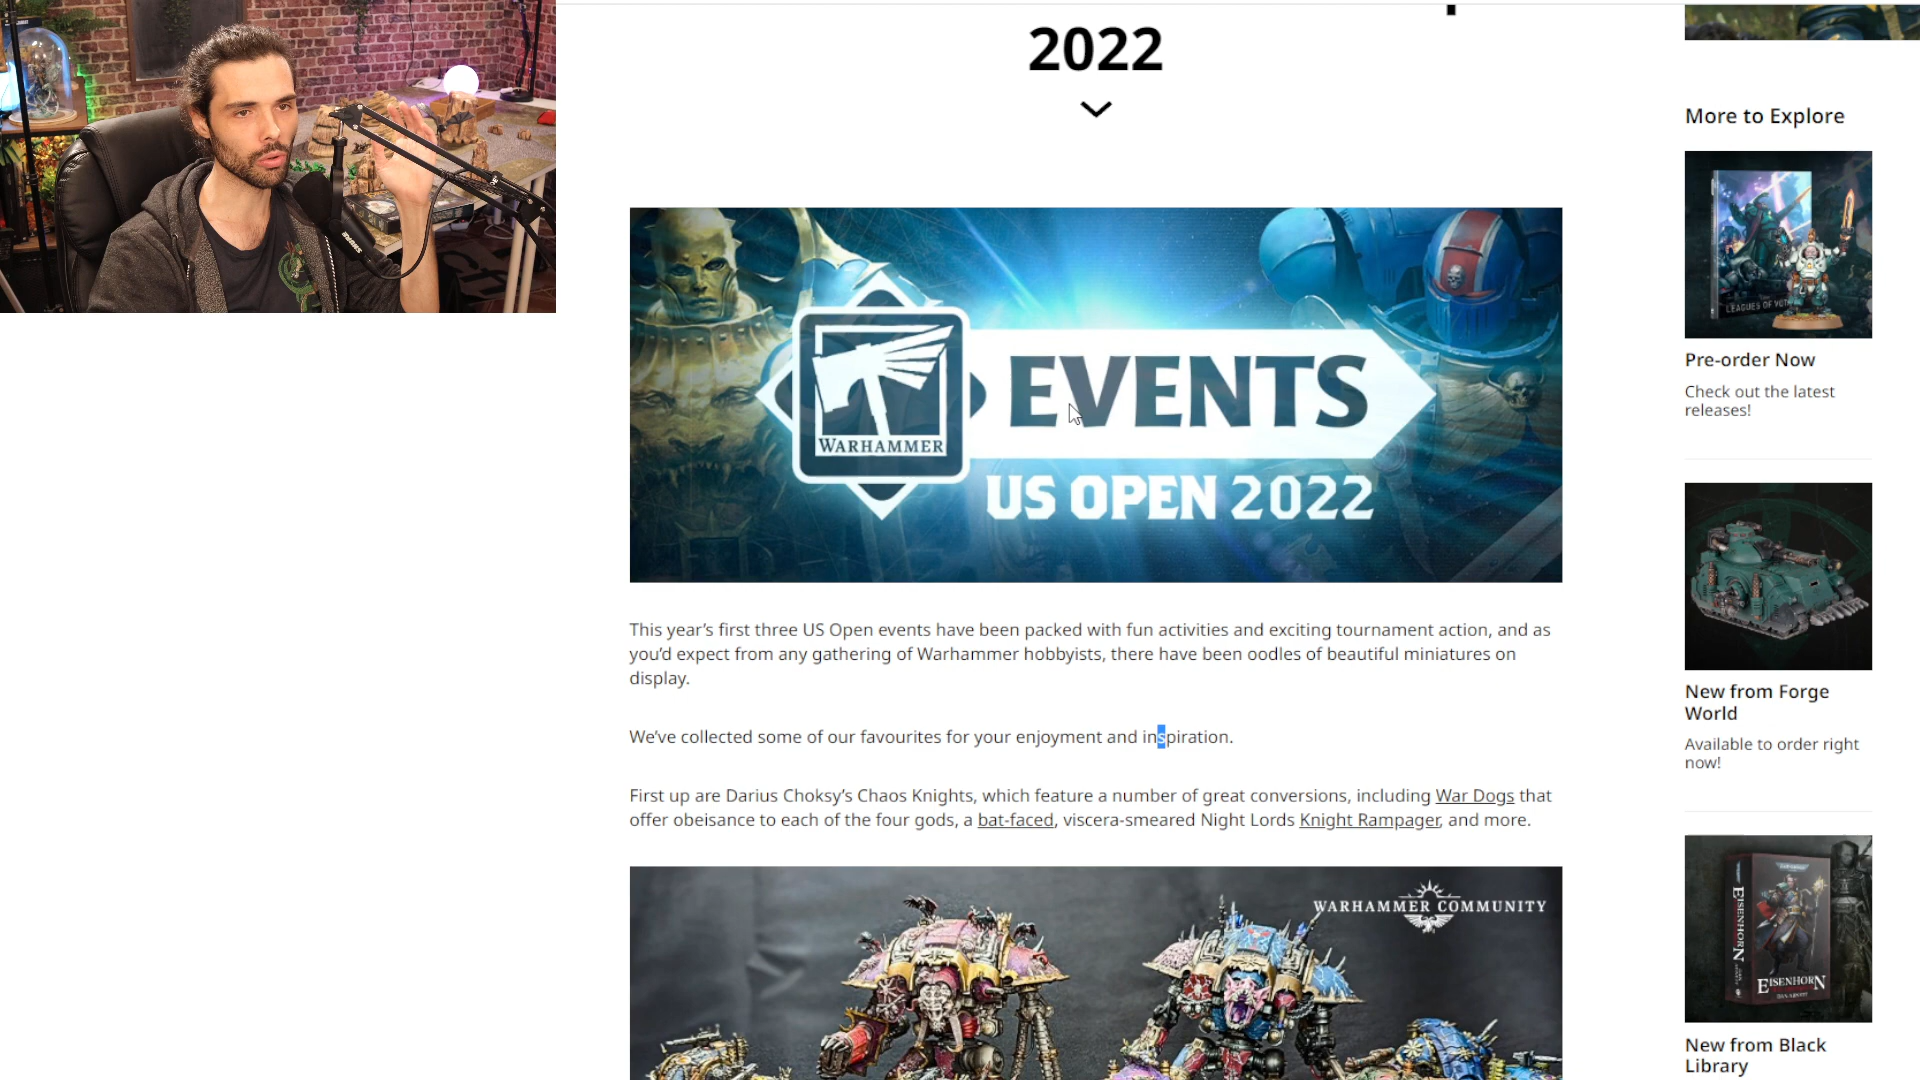 2022
WARHAMMER
EVENTS
US OPEN 2022
This year’s first three US Open events have been packed with fun activities and exciting tournament action, and as
you’d expect from any gathering of Warhammer hobbyists, there have been oodles of beautiful miniatures on
display.
We’ve collected some of our favourites for your enjoyment and inspiration.
First up are Darius Choksy’s Chaos Knights, which feature a number of great conversions, including War Dogs that
offer obeisance to each of the four gods, a bat-faced, viscera-smeared Night Lords Knight Rampager, and more.
WARHAMMER COMMUNITY
More to Explore
Pre-order Now
Check out the latest
releases!
New from Forge
World
Available to order right
now!
EISENHORN
EISENHORN
New from Black
Library